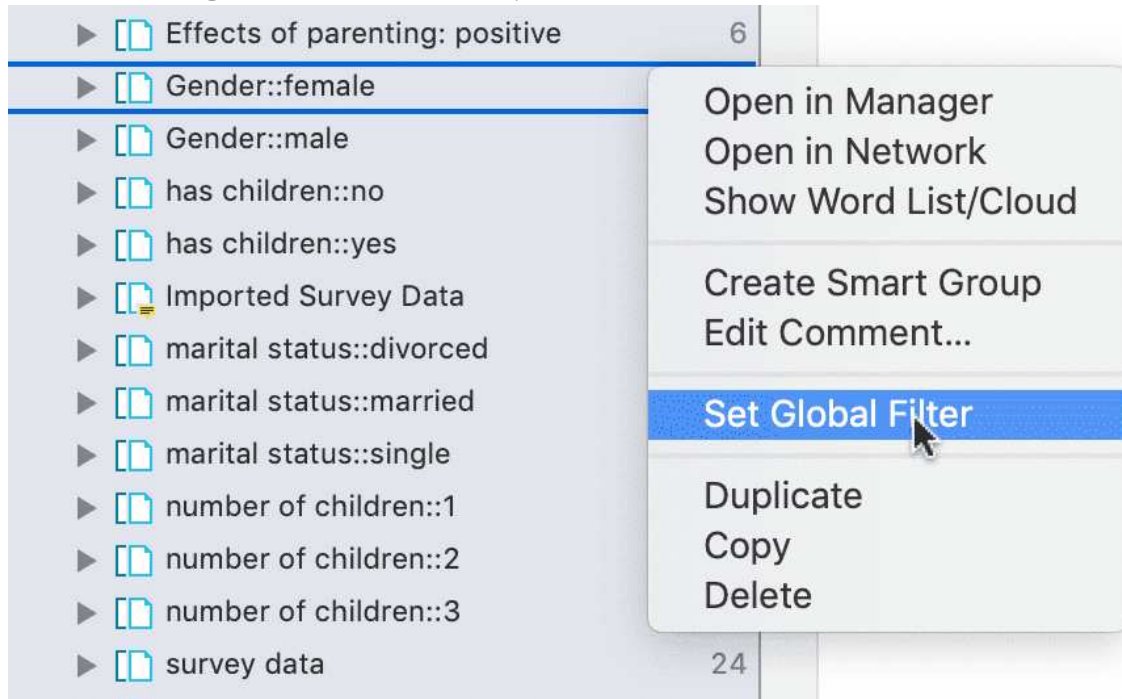 Effects of parenting: positive 6
Gender::female
Gender::male
has children::no
has children::yes
Imported Survey Data
marital status::divorced
marital status::married
marital status::single
number of children::1
number of children::2
number of children::3
survey data 24
Open in Manager
Open in Network
Show Word List/Cloud
Create Smart Group
Edit Comment...
Set Global Filter
Duplicate
Copy
Delete